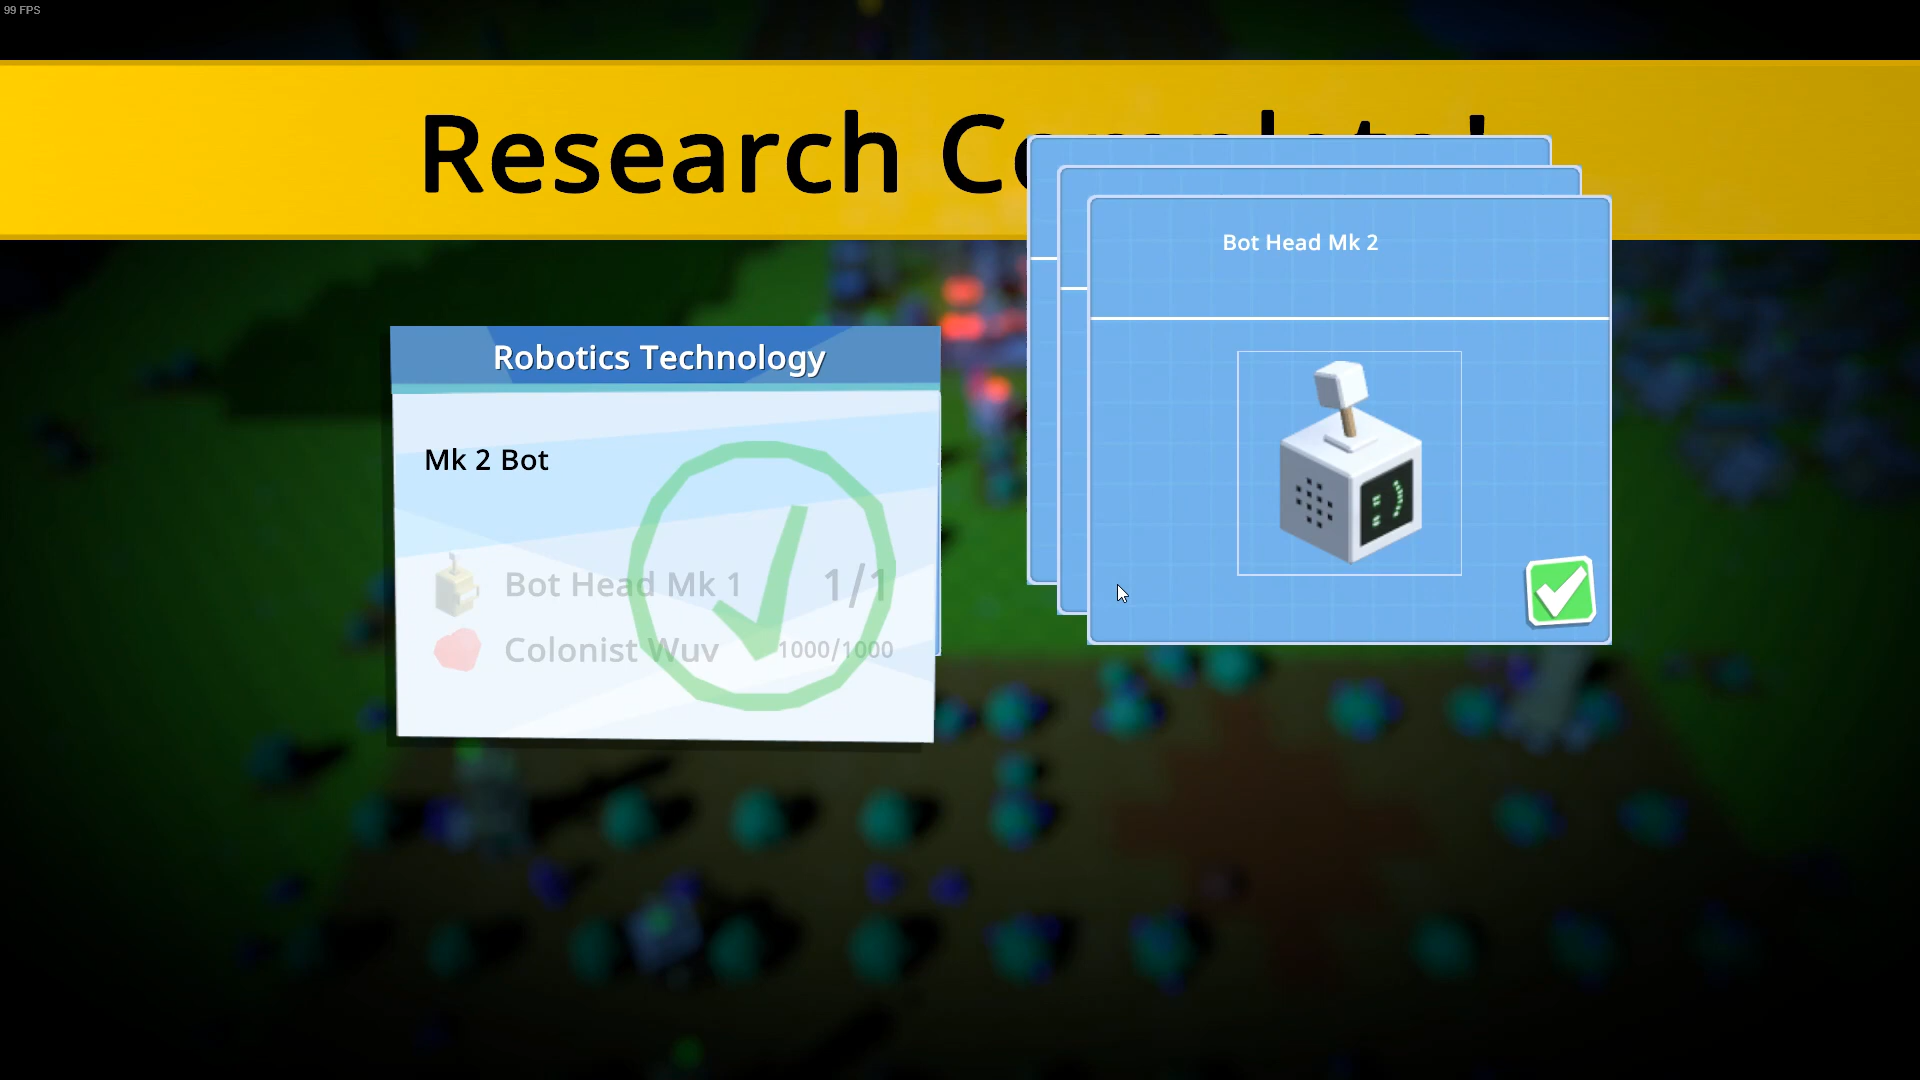 99 FPS
Research Complete!
Bot Head Mk 2
Robotics Technology
Mk 2 Bot
Bot Head Mk 1 1/1
Colonist Wuv 1000/1000